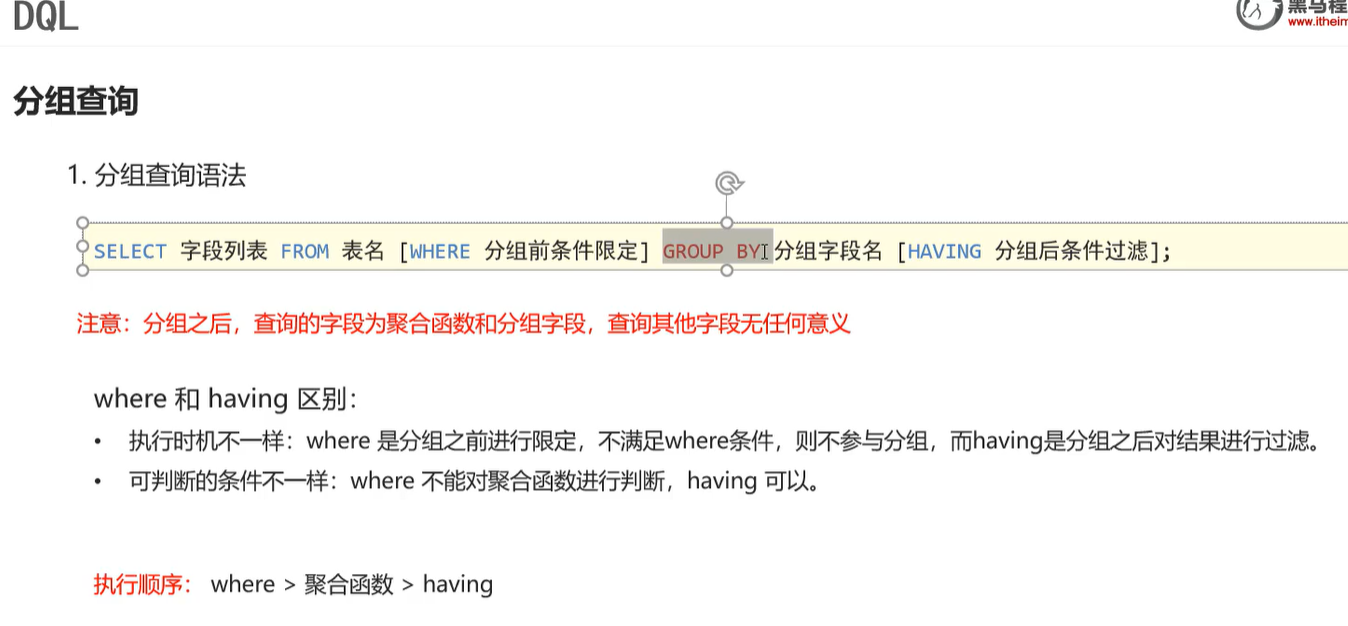 DQL
黑马程
www.itheim
分组查询
1. 分组查询语法
SELECT 字段列表 FROM 表名 [WHERE 分组前条件限定] GROUP BY 分组字段名 [HAVING 分组后条件过滤];
注意：分组之后，查询的字段为聚合函数和分组字段，查询其他字段无任何意义
where 和 having 区别：
• 执行时机不一样：where 是分组之前进行限定，不满足where条件，则不参与分组，而having是分组之后对结果进行过滤。
• 可判断的条件不一样：where 不能对聚合函数进行判断，having 可以。
执行顺序： where > 聚合函数 > having